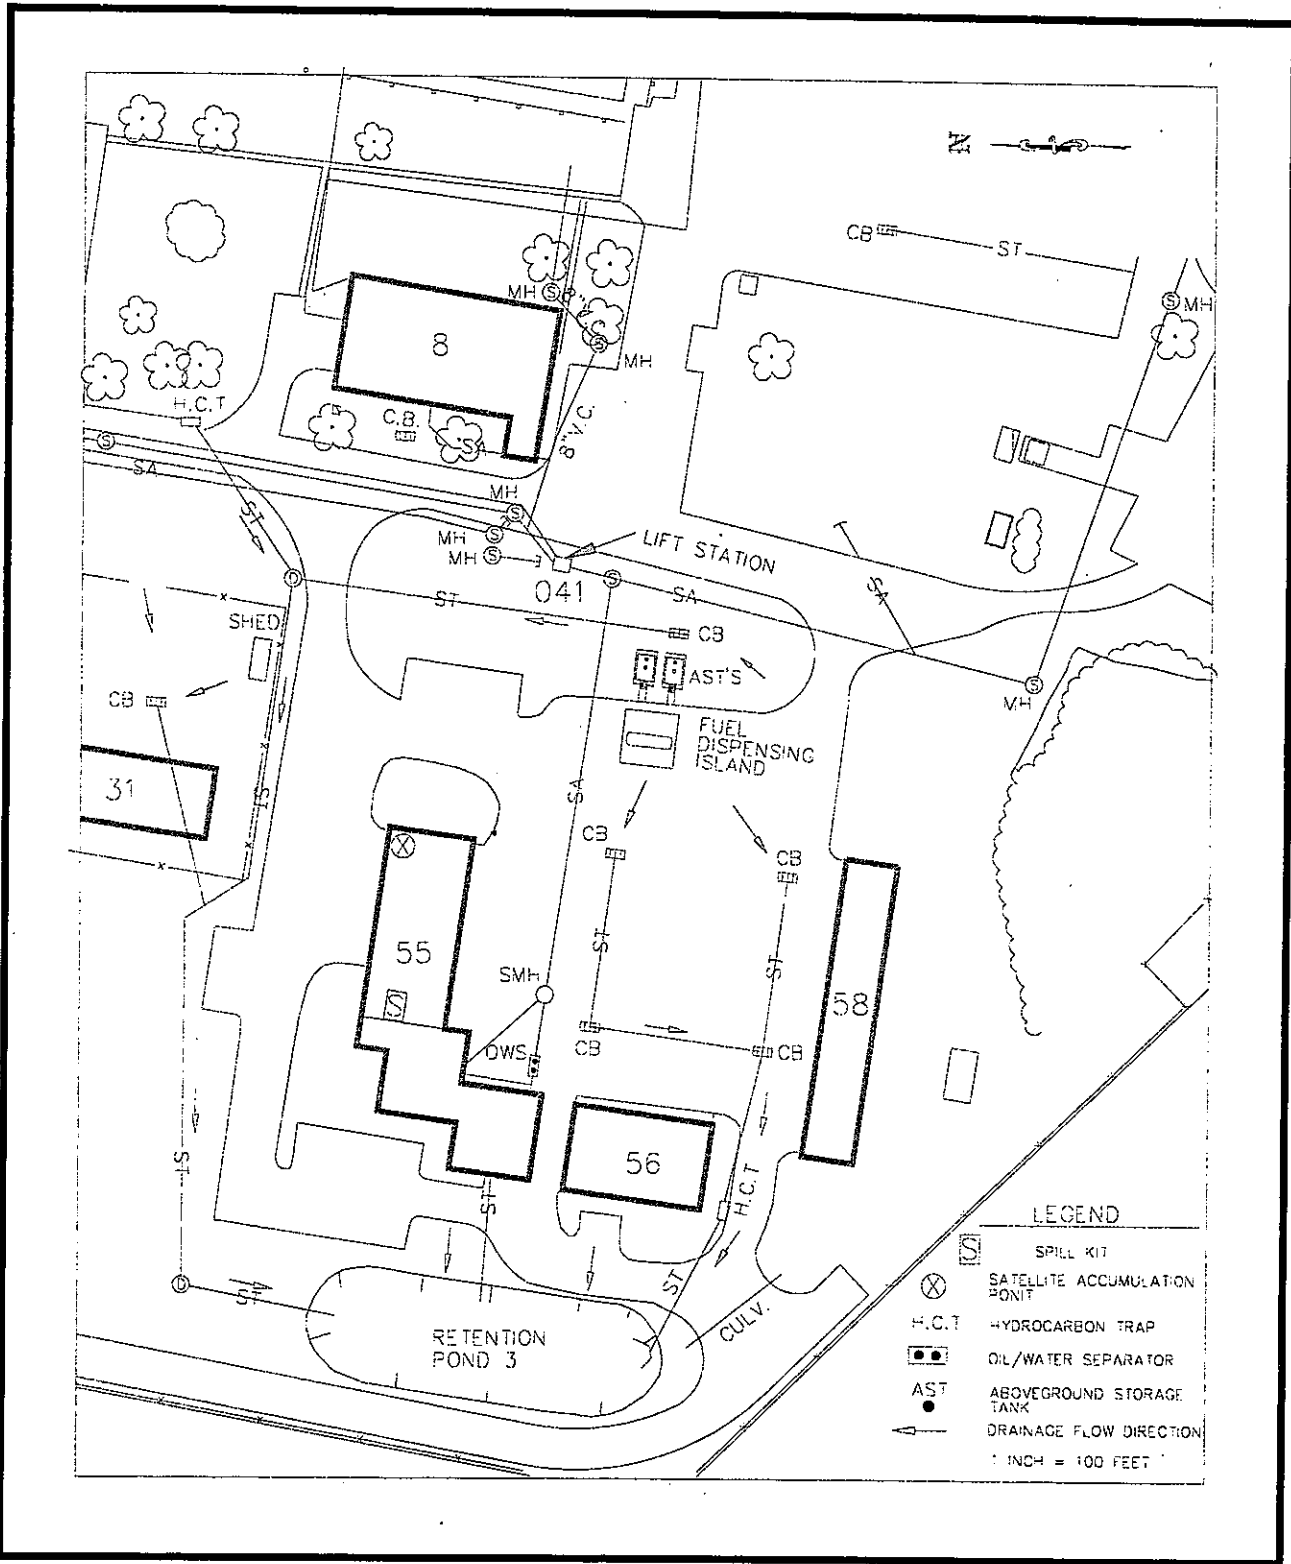 N
CB
ST
MH
MH
8" V.C.
MH
8
H.C.T
C.B.
SA
8" V.C.
SA
MH
ST
MH
MH
LIFT STATION
041
SA
SA
ST
SHED
CB
AST'S
CB
MH
FUEL
DISPENSING
ISLAND
31
ST
SA
CB
CB
55
ST
ST
SMH
S
58
OWS
CB
CB
56
ST
H.C.T
ST
ST
ST
CULV.
RETENTION
POND 3
LEGEND
S SPILL KIT
SATELLITE ACCUMULATION
PONIT
H.C.T HYDROCARBON TRAP
OIL/WATER SEPARATOR
AST ABOVEGROUND STORAGE
TANK
DRAINAGE FLOW DIRECTION
1 INCH = 100 FEET